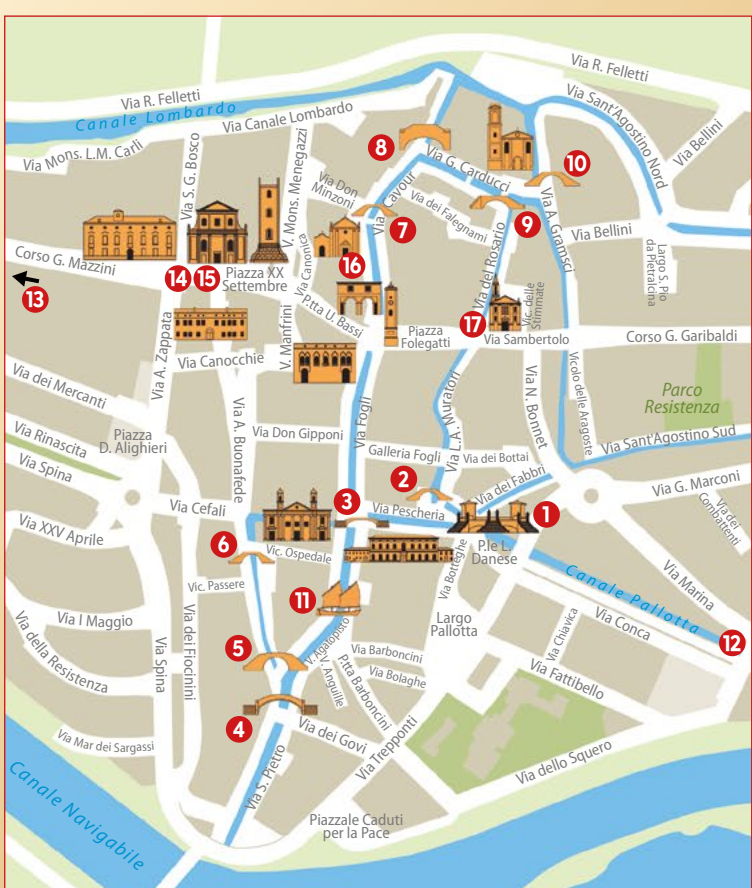 Via R. Felletti
Via R. Felletti
Canale Lombardo
Via Canale Lombardo
Via Sant'Agostino Nord
Via Bellini
Via Mons. L.M. Carli
Via S. G. Bosco
V. Mons. Menegazzi
8
Via G. Carducci
10
Via Don
Minzoni
Via Cavour
Via dei Falegnami
7
9
Via A. Gramsci
Via Bellini
Largo S. Pio
da Pietralcina
Corso G. Mazzini
13
14
15
Piazza XX
Settembre
Via Canonica
16
Via del Rosario
Vic. delle
Stimmate
17
P.tta U. Bassi
Piazza
Folegatti
Via Sambertolo
Corso G. Garibaldi
Via A. Zappata
Via Canocchie
V. Manfrini
Via dei Mercanti
Via A. Buonafede
Via Fogli
Via L.A. Muratori
Via N. Bonnet
Vicolo delle Aragoste
Parco
Resistenza
Via Rinascita
Piazza
D. Alighieri
Via Don Gipponi
Galleria Fogli
Via dei Bottai
Via Sant'Agostino Sud
Via Spina
2
Via dei Fabbri
Via G. Marconi
Via dei
Combattenti
Via Cefali
3
Via Pescheria
1
Via XXV Aprile
6
Vic. Ospedale
P.le L.
Danese
Via Botteghe
Canale Pallotta
Via Marina
Vic. Passere
11
Largo
Pallotta
Via Chiavica
Via Conca
12
Via I Maggio
Via della Resistenza
Via Spina
Via dei Fiocinini
5
V. Agatopisto
V. Anguille
Via Barboncini
Via Bolaghe
P.tta Barboncini
Via Fattibello
4
Via dei Govi
Via Trepponti
Via Mar dei Sargassi
Via S. Pietro
Via dello Squero
Canale Navigabile
Piazzale Caduti
per la Pace